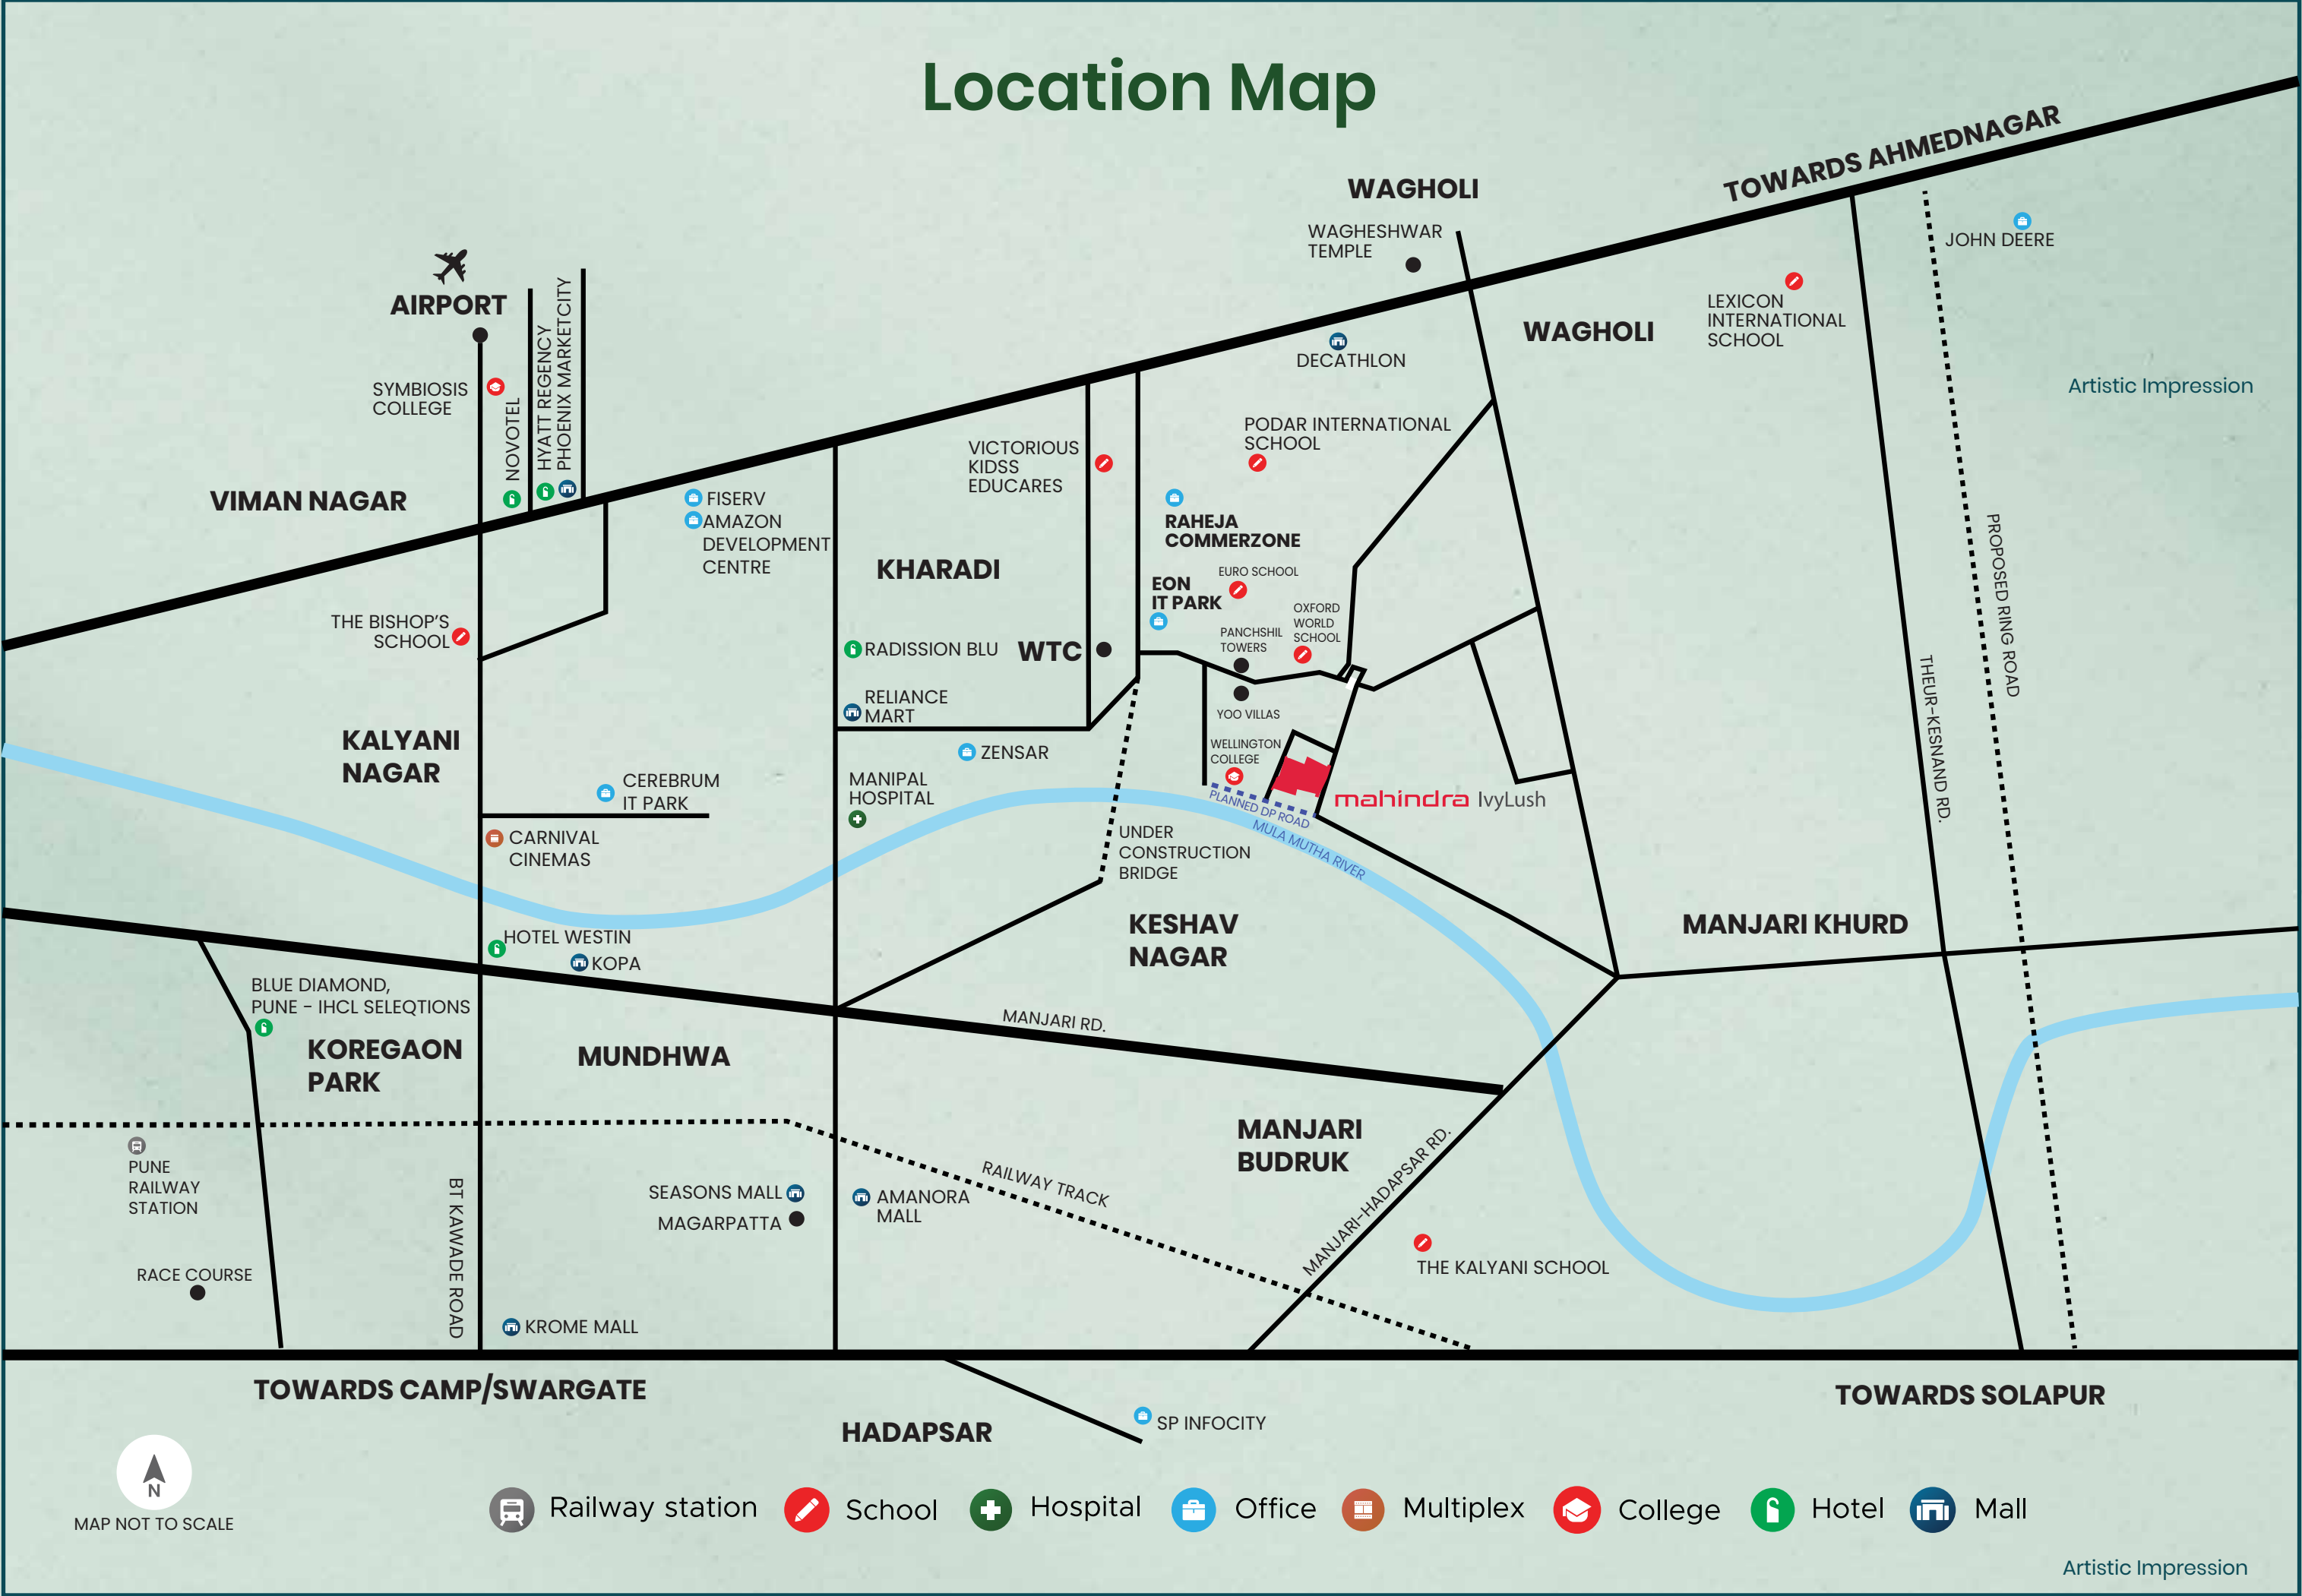 Location Map
TOWARDS AHMEDNAGAR
WAGHOLI
WAGHESHWAR
TEMPLE
JOHN DEERE
AIRPORT
LEXICON
INTERNATIONAL
SCHOOL
WAGHOLI
DECATHLON
Artistic Impression
SYMBIOSIS
COLLEGE
NOVOTEL
HYATT REGENCY
PHOENIX MARKETCITY
VIMAN NAGAR
FISERV
AMAZON
DEVELOPMENT
CENTRE
VICTORIOUS
KIDSS
EDUCARES
PODAR INTERNATIONAL
SCHOOL
RAHEJA
COMMERZONE
KHARADI
EURO SCHOOL
EON
IT PARK
OXFORD
WORLD
SCHOOL
PROPOSED RING ROAD
THE BISHOP'S
SCHOOL
RADISSION BLU
WTC
PANCHSHIL
TOWERS
THEUR-KESNAND RD.
RELIANCE
MART
YOO VILLAS
KALYANI
NAGAR
ZENSAR
WELLINGTON
COLLEGE
CEREBRUM
IT PARK
MANIPAL
HOSPITAL
PLANNED DP ROAD
mahindra IvyLush
MULA MUTHA RIVER
CARNIVAL
CINEMAS
UNDER
CONSTRUCTION
BRIDGE
HOTEL WESTIN
KOPA
KESHAV
NAGAR
MANJARI KHURD
BLUE DIAMOND,
PUNE - IHCL SELEQTIONS
MANJARI RD.
KOREGAON
PARK
MUNDHWA
MANJARI
BUDRUK
PUNE
RAILWAY
STATION
BT KAWADE ROAD
SEASONS MALL
MAGARPATTA
AMANORA
MALL
RAILWAY TRACK
MANJARI-HADAPSAR RD.
THE KALYANI SCHOOL
RACE COURSE
KROME MALL
TOWARDS CAMP/SWARGATE
TOWARDS SOLAPUR
HADAPSAR
SP INFOCITY
N
MAP NOT TO SCALE
Railway station
School
Hospital
Office
Multiplex
College
Hotel
Mall
Artistic Impression